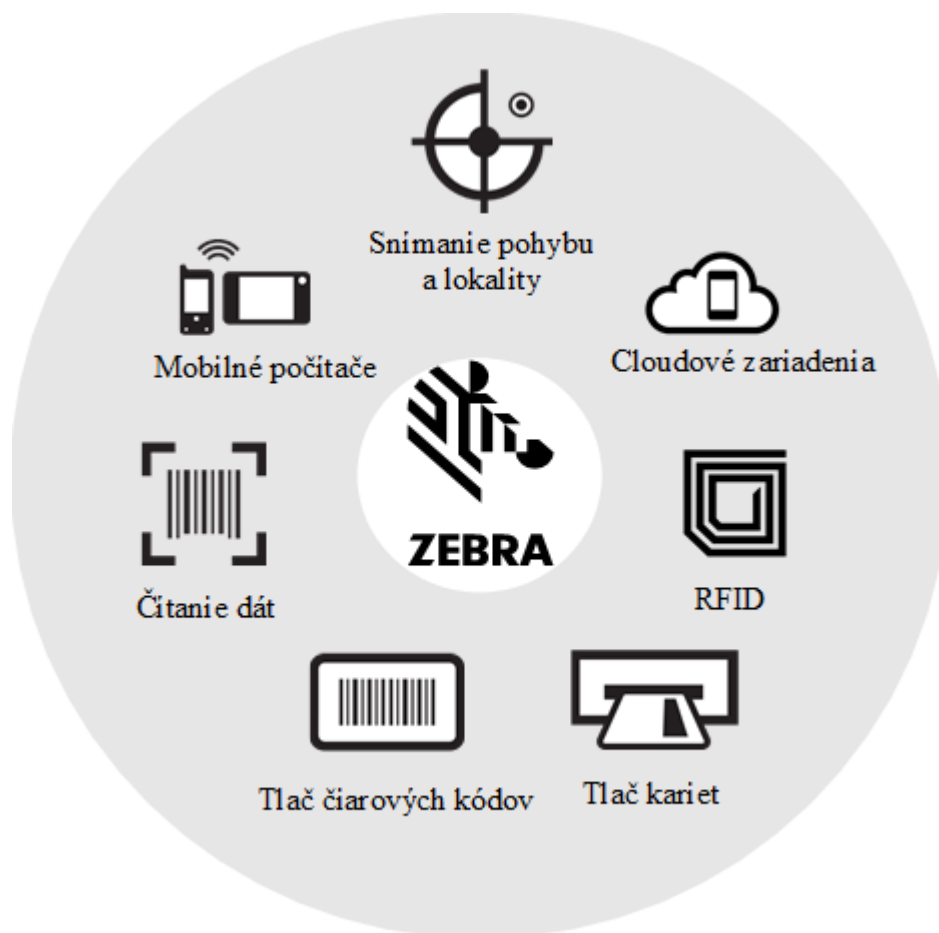 Snímanie pohybu
a lokality
Mobilné počítače
Cloudové zariadenia
ZEBRA
Čítanie dát
RFID
Tlač čiarových kódov
Tlač kariet